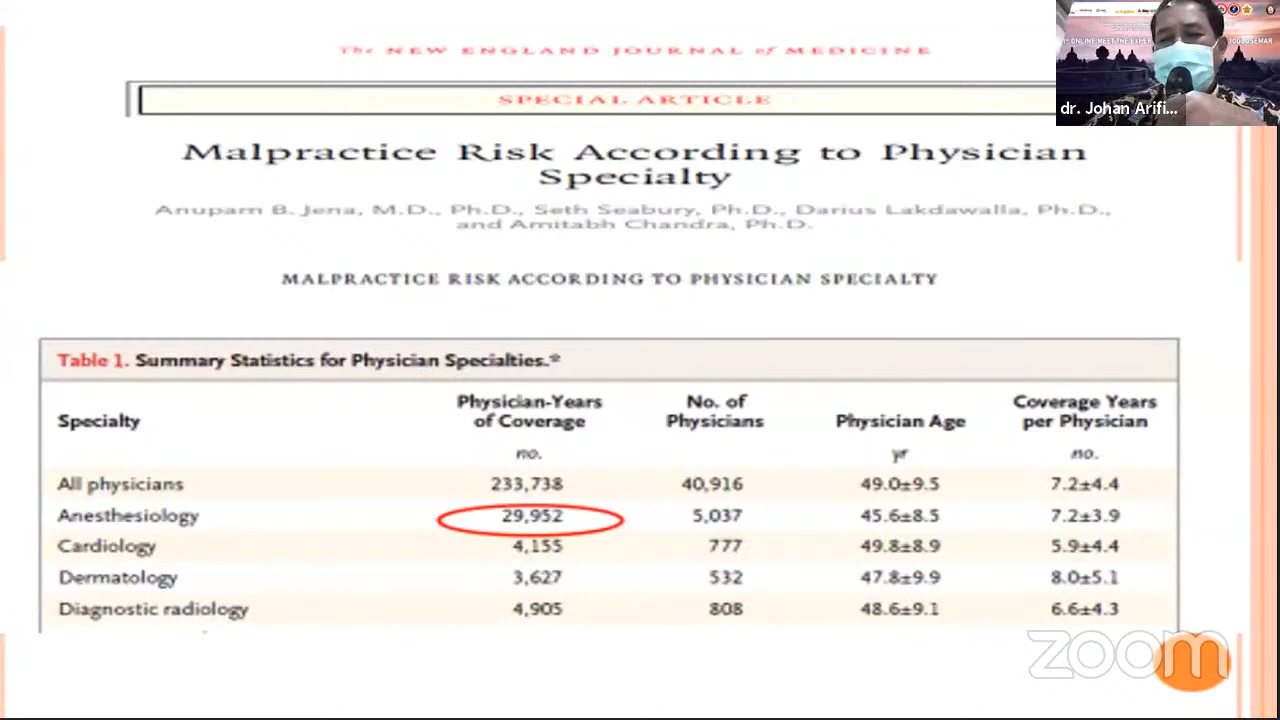 The NEW ENGLAND JOURNAL of MEDICINE
SPECIAL ARTICLE
Malpractice Risk According to Physician
Specialty
Anupam B. Jena, M.D., Ph.D., Seth Seabury, Ph.D., Darius Lakdawalla, Ph.D.,
and Amitabh Chandra, Ph.D.
MALPRACTICE RISK ACCORDING TO PHYSICIAN SPECIALTY
Table 1. Summary Statistics for Physician Specialties.*
Specialty Physician-Years of Coverage No. of Physicians Physician Age Coverage Years per Physician
no. yr no.
All physicians 233,738 40,916 49.0±9.5 7.2±4.4
Anesthesiology 29,952 5,037 45.6±8.5 7.2±3.9
Cardiology 4,155 777 49.8±8.9 5.9±4.4
Dermatology 3,627 532 47.8±9.9 8.0±5.1
Diagnostic radiology 4,905 808 48.6±9.1 6.6±4.3
ONLINE MEET THE EXPER
JOGLOSEMAR
dr. Johan Arifi...
zoom